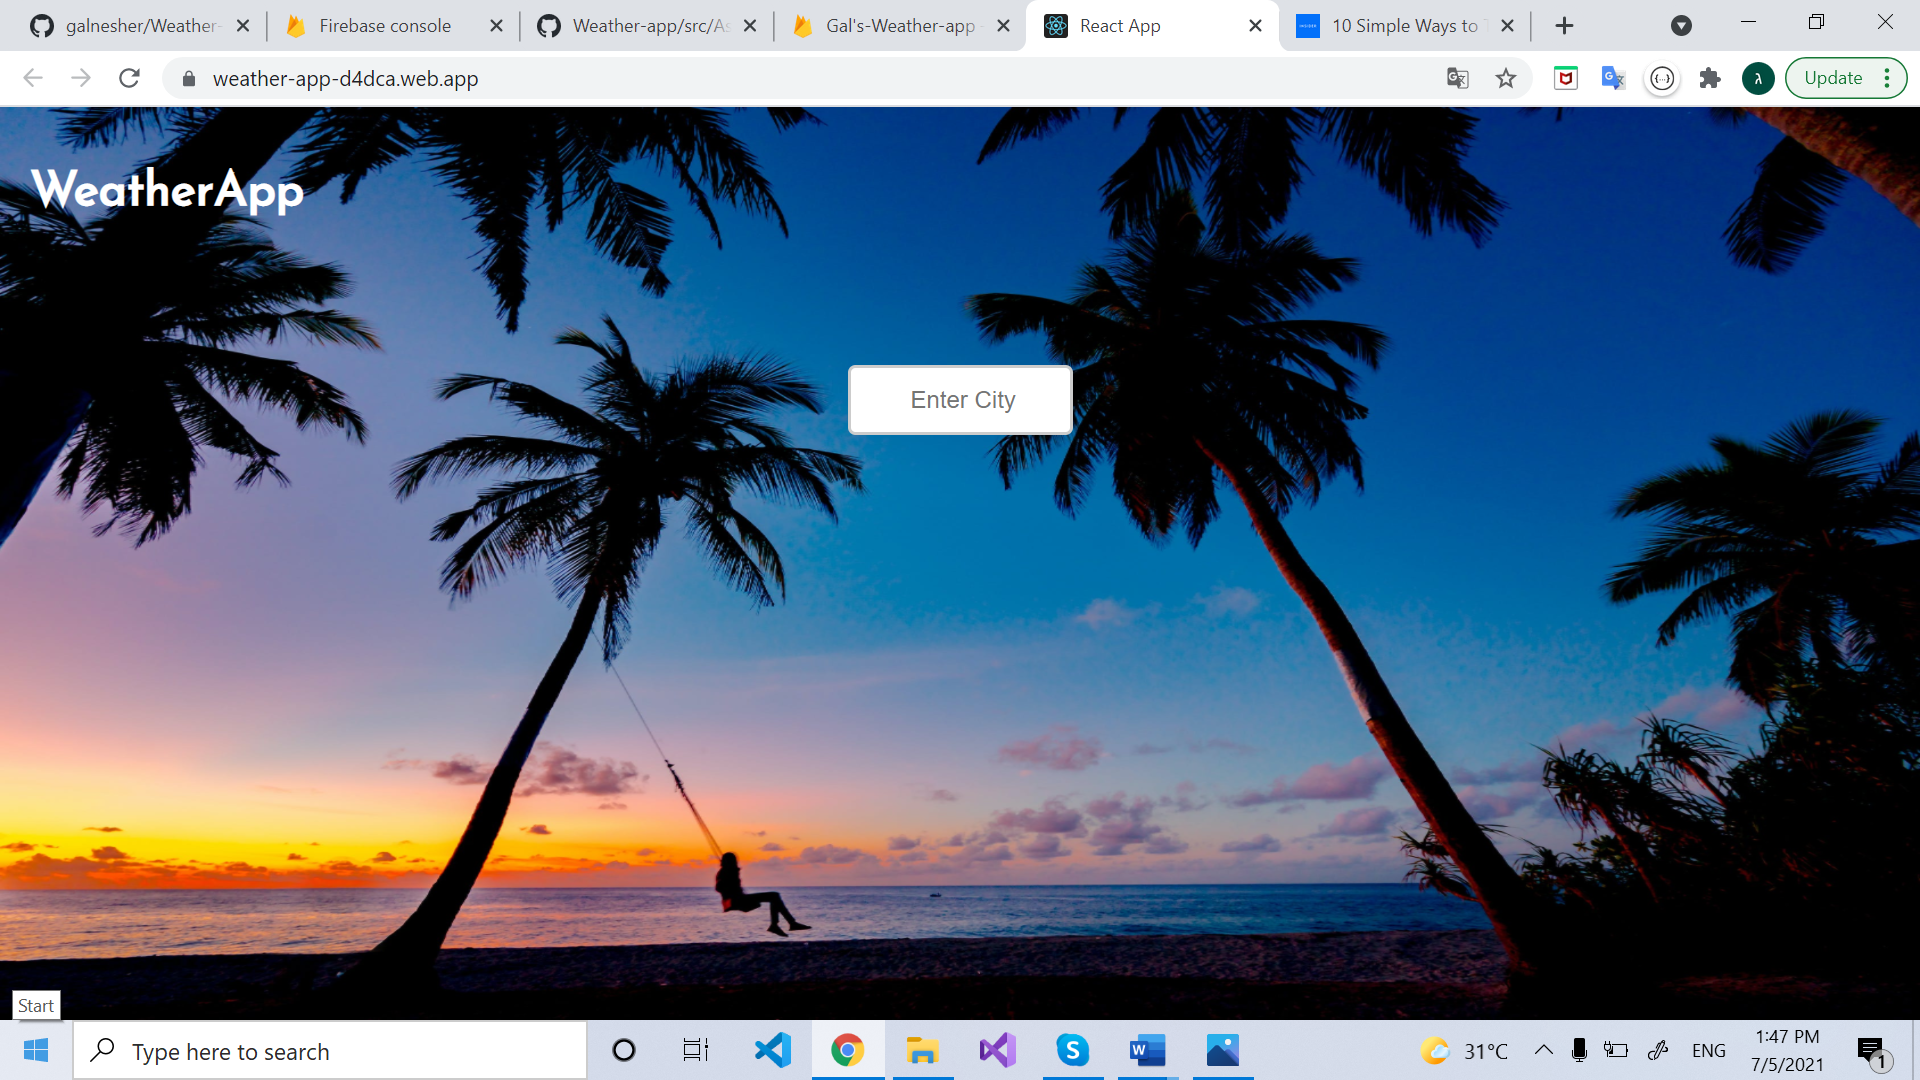 galnesher/Weather-
Firebase console
Weather-app/src/As
Gal's-Weather-app -
React App
10 Simple Ways to T
weather-app-d4dca.web.app
Update
WeatherApp
Enter City
Start
Type here to search
31°C
ENG
1:47 PM
7/5/2021
1